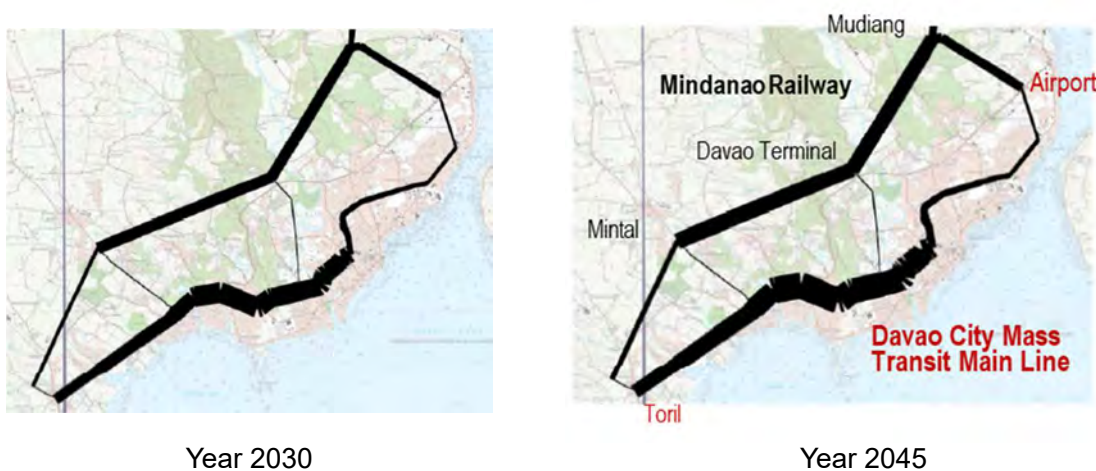 Mudiang
Mindanao Railway
Airport
Davao Terminal
Mintal
Davao City Mass
Transit Main Line
Toril
Year 2030
Year 2045